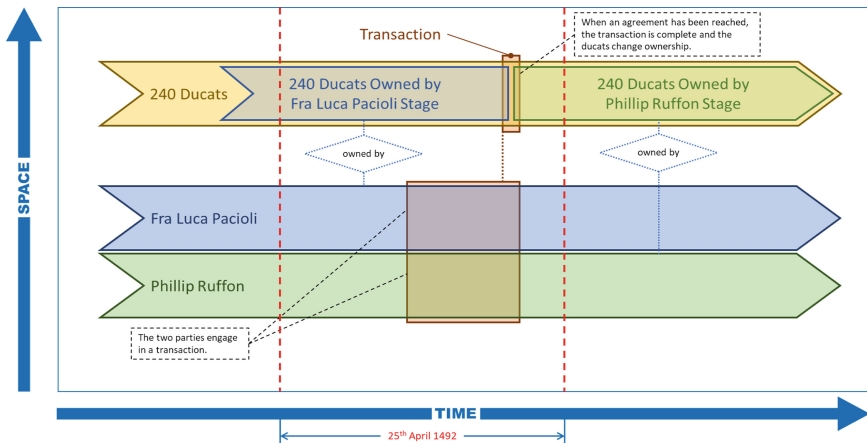 When an agreement has been reached,
the transaction is complete and the
ducats change ownership.
Transaction
240 Ducats
240 Ducats Owned by
Fra Luca Pacioli Stage
240 Ducats Owned by
Phillip Ruffon Stage
owned by
owned by
SPACE
Fra Luca Pacioli
Phillip Ruffon
The two parties engage
in a transaction.
TIME
25th April 1492